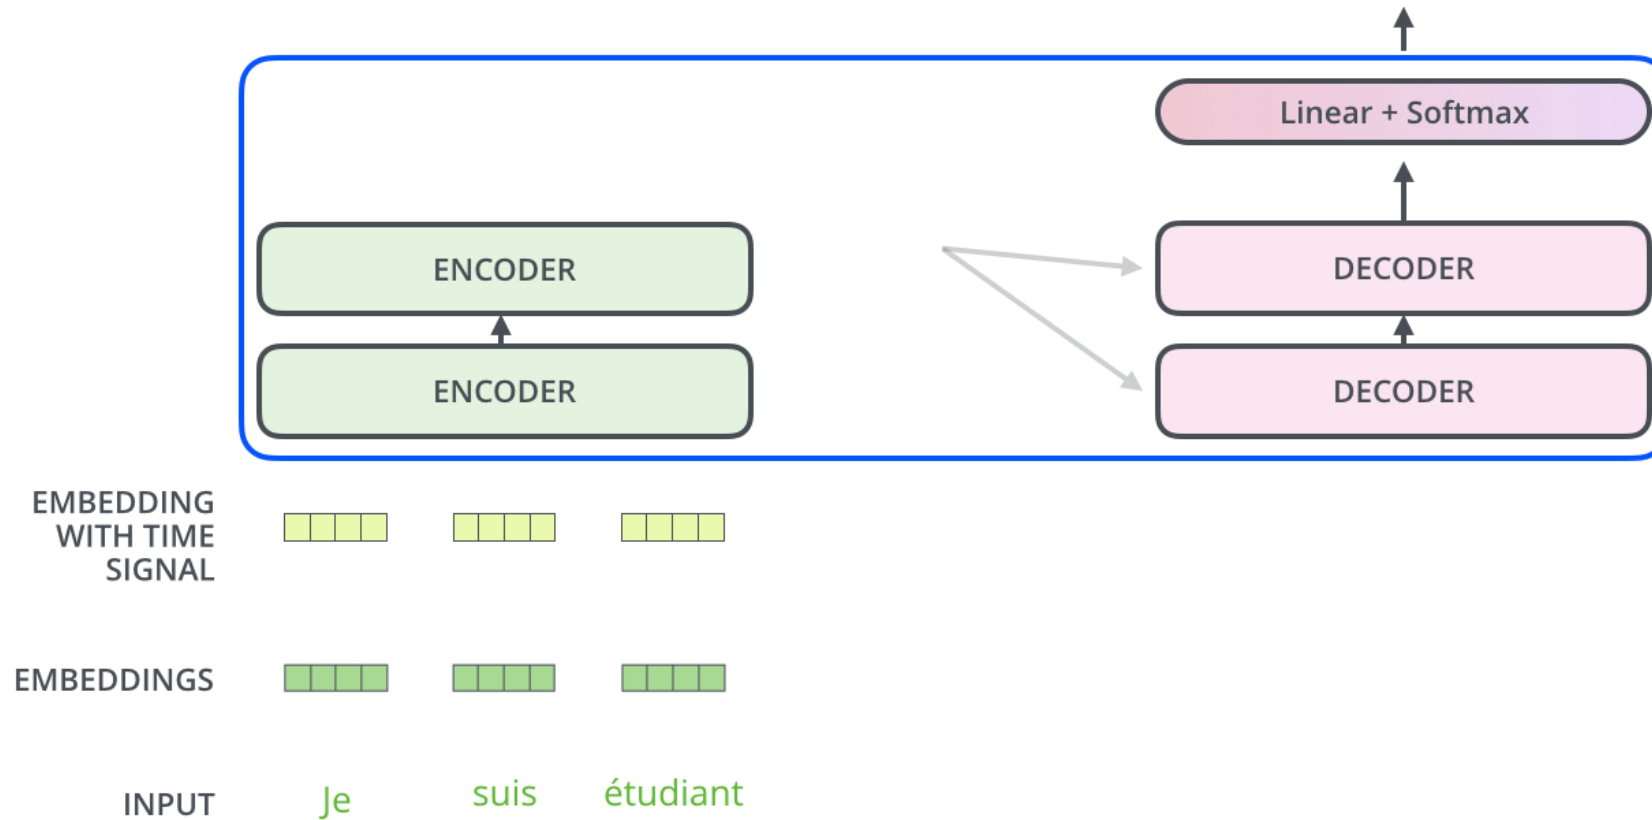 Linear + Softmax
ENCODER
DECODER
ENCODER
DECODER
EMBEDDING
WITH TIME
SIGNAL
EMBEDDINGS
INPUT
Je
suis
étudiant